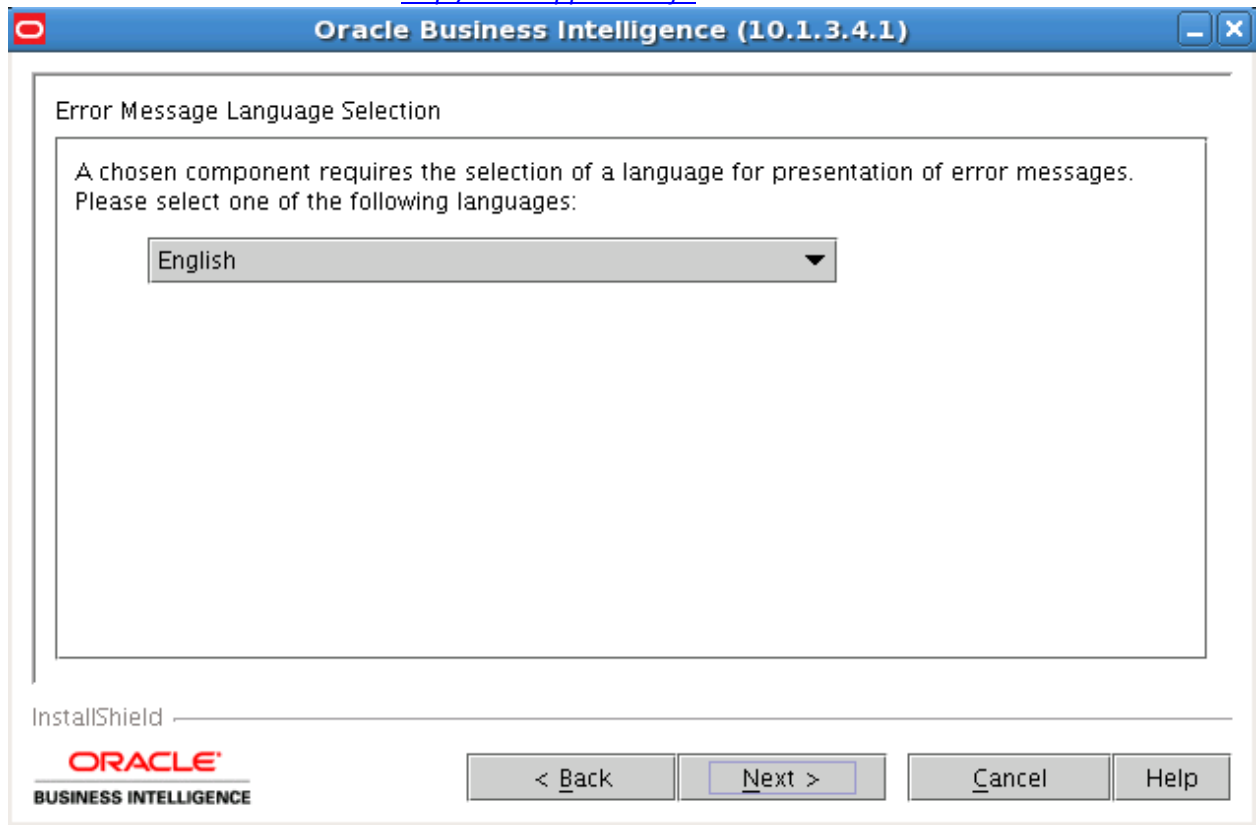 Oracle Business Intelligence (10.1.3.4.1)
Error Message Language Selection
A chosen component requires the selection of a language for presentation of error messages.
Please select one of the following languages:
English
InstallShield
ORACLE
BUSINESS INTELLIGENCE
< Back
Next >
Cancel
Help